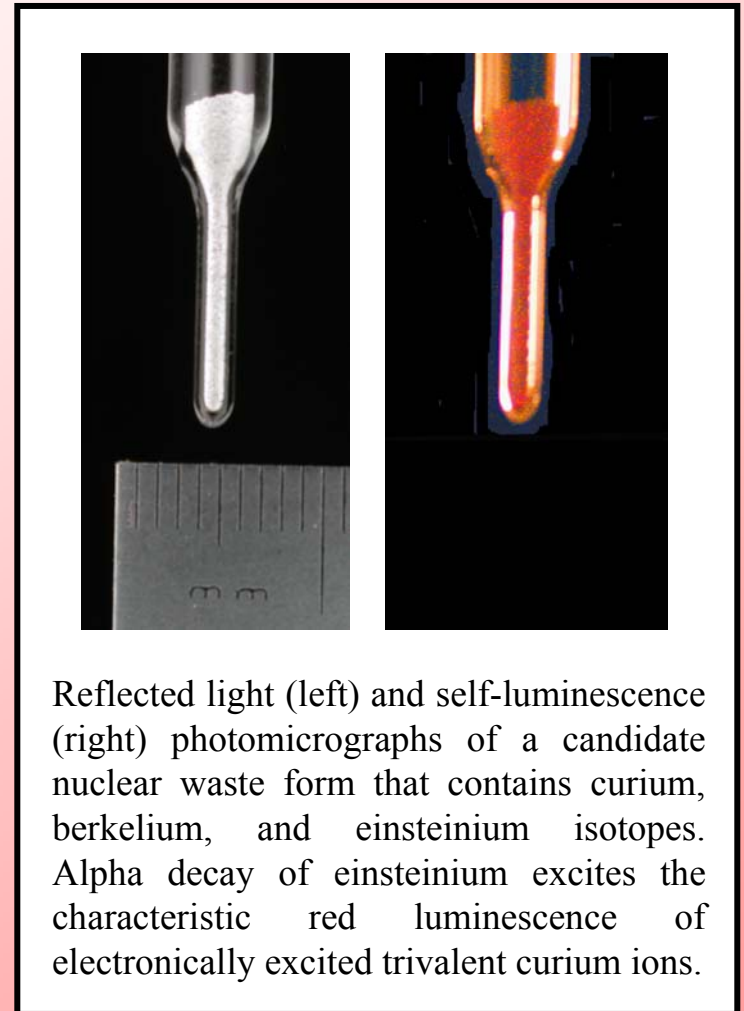 mm
Reflected light (left) and self-luminescence
(right) photomicrographs of a candidate
nuclear waste form that contains curium,
berkelium, and einsteinium isotopes.
Alpha decay of einsteinium excites the
characteristic red luminescence of
electronically excited trivalent curium ions.